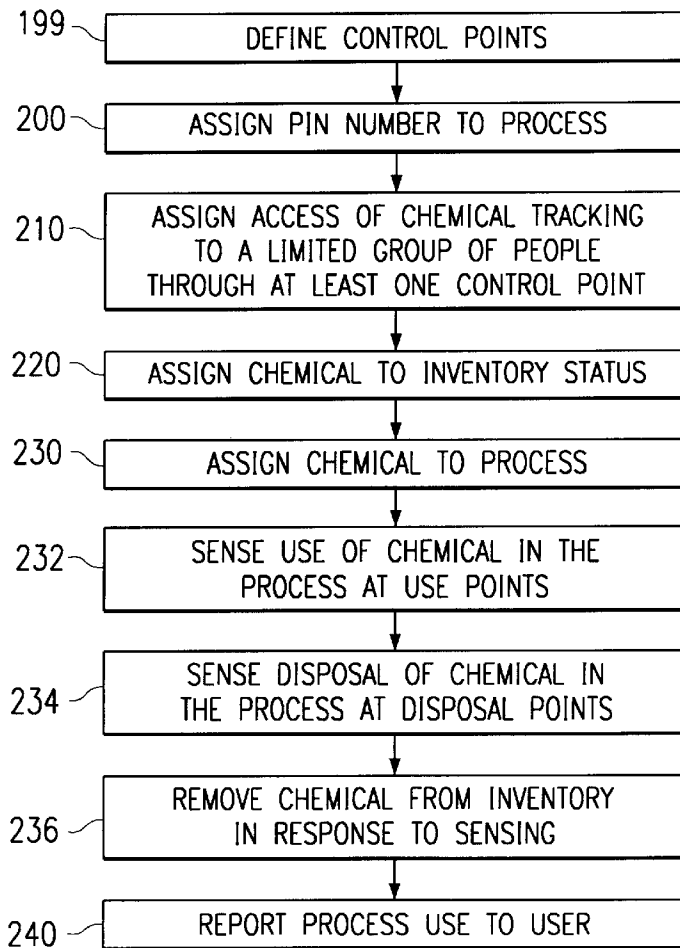 199
DEFINE CONTROL POINTS
200
ASSIGN PIN NUMBER TO PROCESS
210
ASSIGN ACCESS OF CHEMICAL TRACKING
TO A LIMITED GROUP OF PEOPLE
THROUGH AT LEAST ONE CONTROL POINT
220
ASSIGN CHEMICAL TO INVENTORY STATUS
230
ASSIGN CHEMICAL TO PROCESS
232
SENSE USE OF CHEMICAL IN THE
PROCESS AT USE POINTS
234
SENSE DISPOSAL OF CHEMICAL IN
THE PROCESS AT DISPOSAL POINTS
236
REMOVE CHEMICAL FROM INVENTORY
IN RESPONSE TO SENSING
240
REPORT PROCESS USE TO USER